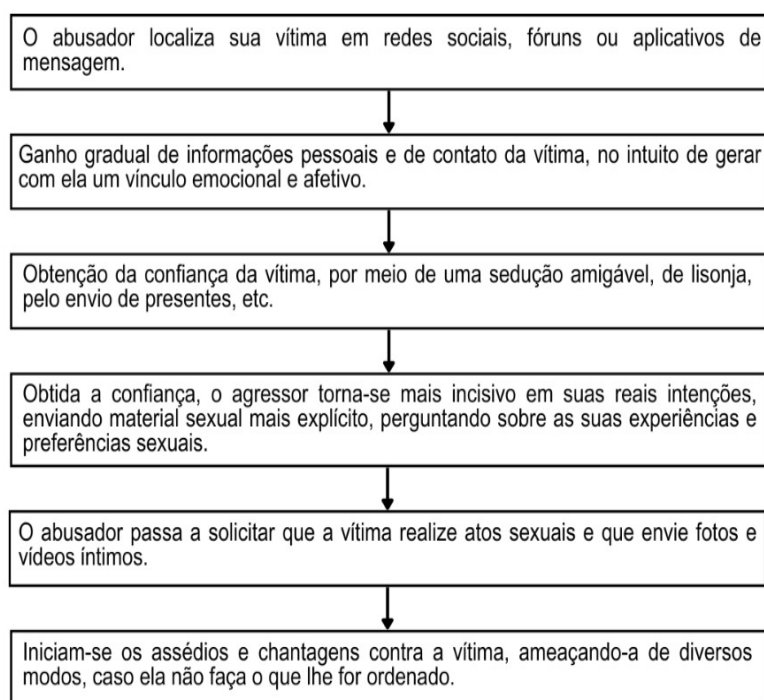 O abusador localiza sua vítima em redes sociais, fóruns ou aplicativos de
mensagem.
Ganho gradual de informações pessoais e de contato da vítima, no intuito de gerar
com ela um vínculo emocional e afetivo.
Obtenção da confiança da vítima, por meio de uma sedução amigável, de lisonja,
pelo envio de presentes, etc.
Obtida a confiança, o agressor torna-se mais incisivo em suas reais intenções,
enviando material sexual mais explícito, perguntando sobre as suas experiências e
preferências sexuais.
O abusador passa a solicitar que a vítima realize atos sexuais e que envie fotos e
vídeos íntimos.
Iniciam-se os assédios e chantagens contra a vítima, ameaçando-a de diversos
modos, caso ela não faça o que lhe for ordenado.